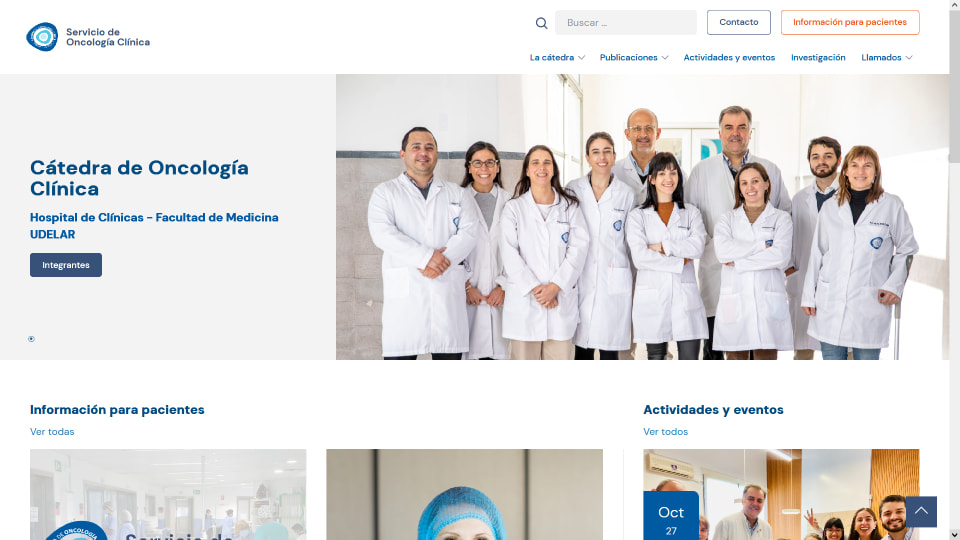 Servicio de
Oncología Clínica
Buscar ...
Contacto
Información para pacientes
La cátedra
Publicaciones
Actividades y eventos
Investigación
Llamados
Cátedra de Oncología
Clínica
Hospital de Clínicas - Facultad de Medicina
UDELAR
Integrantes
Información para pacientes
Ver todas
Actividades y eventos
Ver todos
DE ONCOLOGÍA
Servicio de
Oct
27